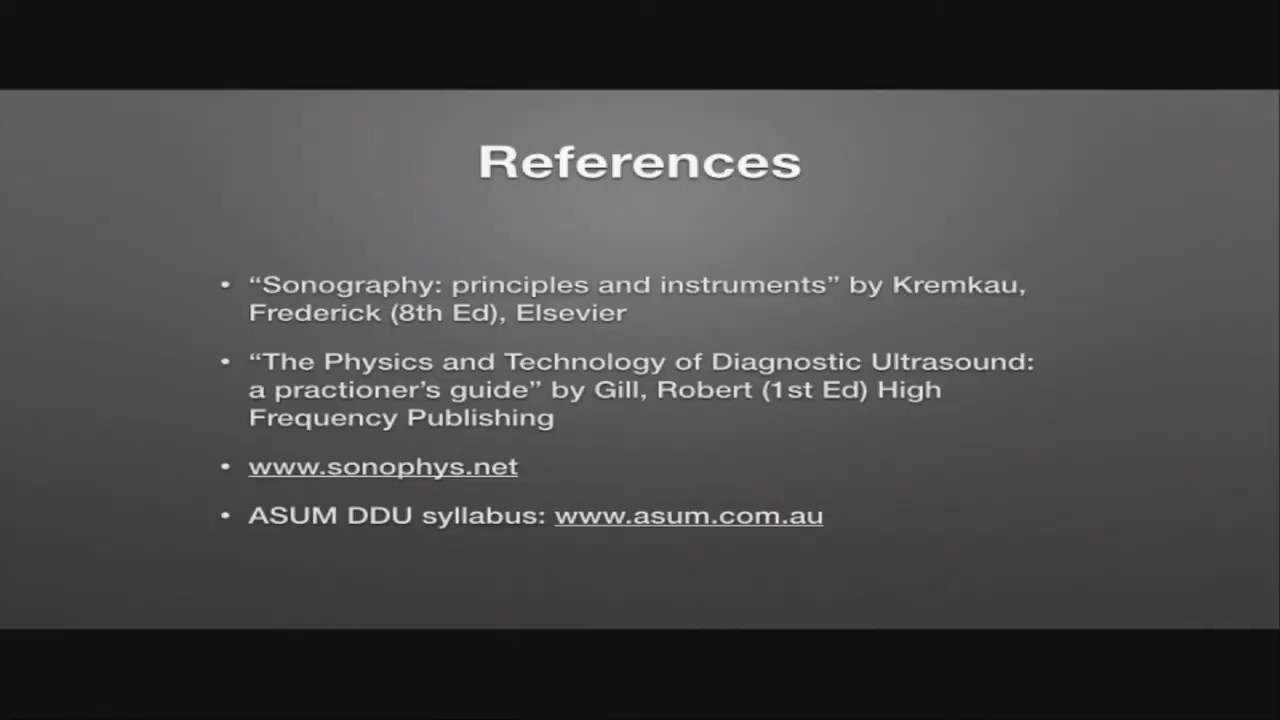 References
• “Sonography: principles and instruments” by Kremkau,
Frederick (8th Ed), Elsevier
• “The Physics and Technology of Diagnostic Ultrasound:
a practioner’s guide” by Gill, Robert (1st Ed) High
Frequency Publishing
• www.sonophys.net
• ASUM DDU syllabus: www.asum.com.au